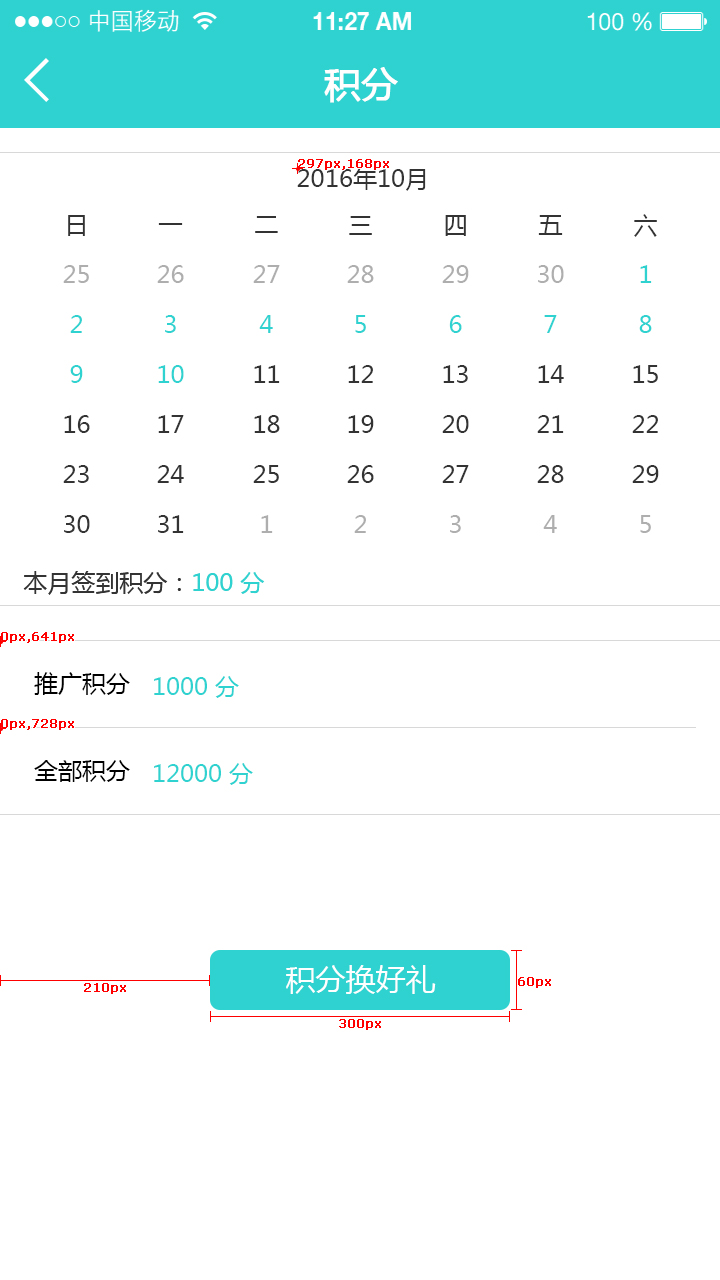 中国移动 11:27 AM 100 %
积分
297px,168px
2016年10月
日 一 二 三 四 五 六
25 26 27 28 29 30 1
2 3 4 5 6 7 8
9 10 11 12 13 14 15
16 17 18 19 20 21 22
23 24 25 26 27 28 29
30 31 1 2 3 4 5
本月签到积分：100 分
0px,641px
推广积分 1000 分
0px,728px
全部积分 12000 分
积分换好礼
210px
60px
300px